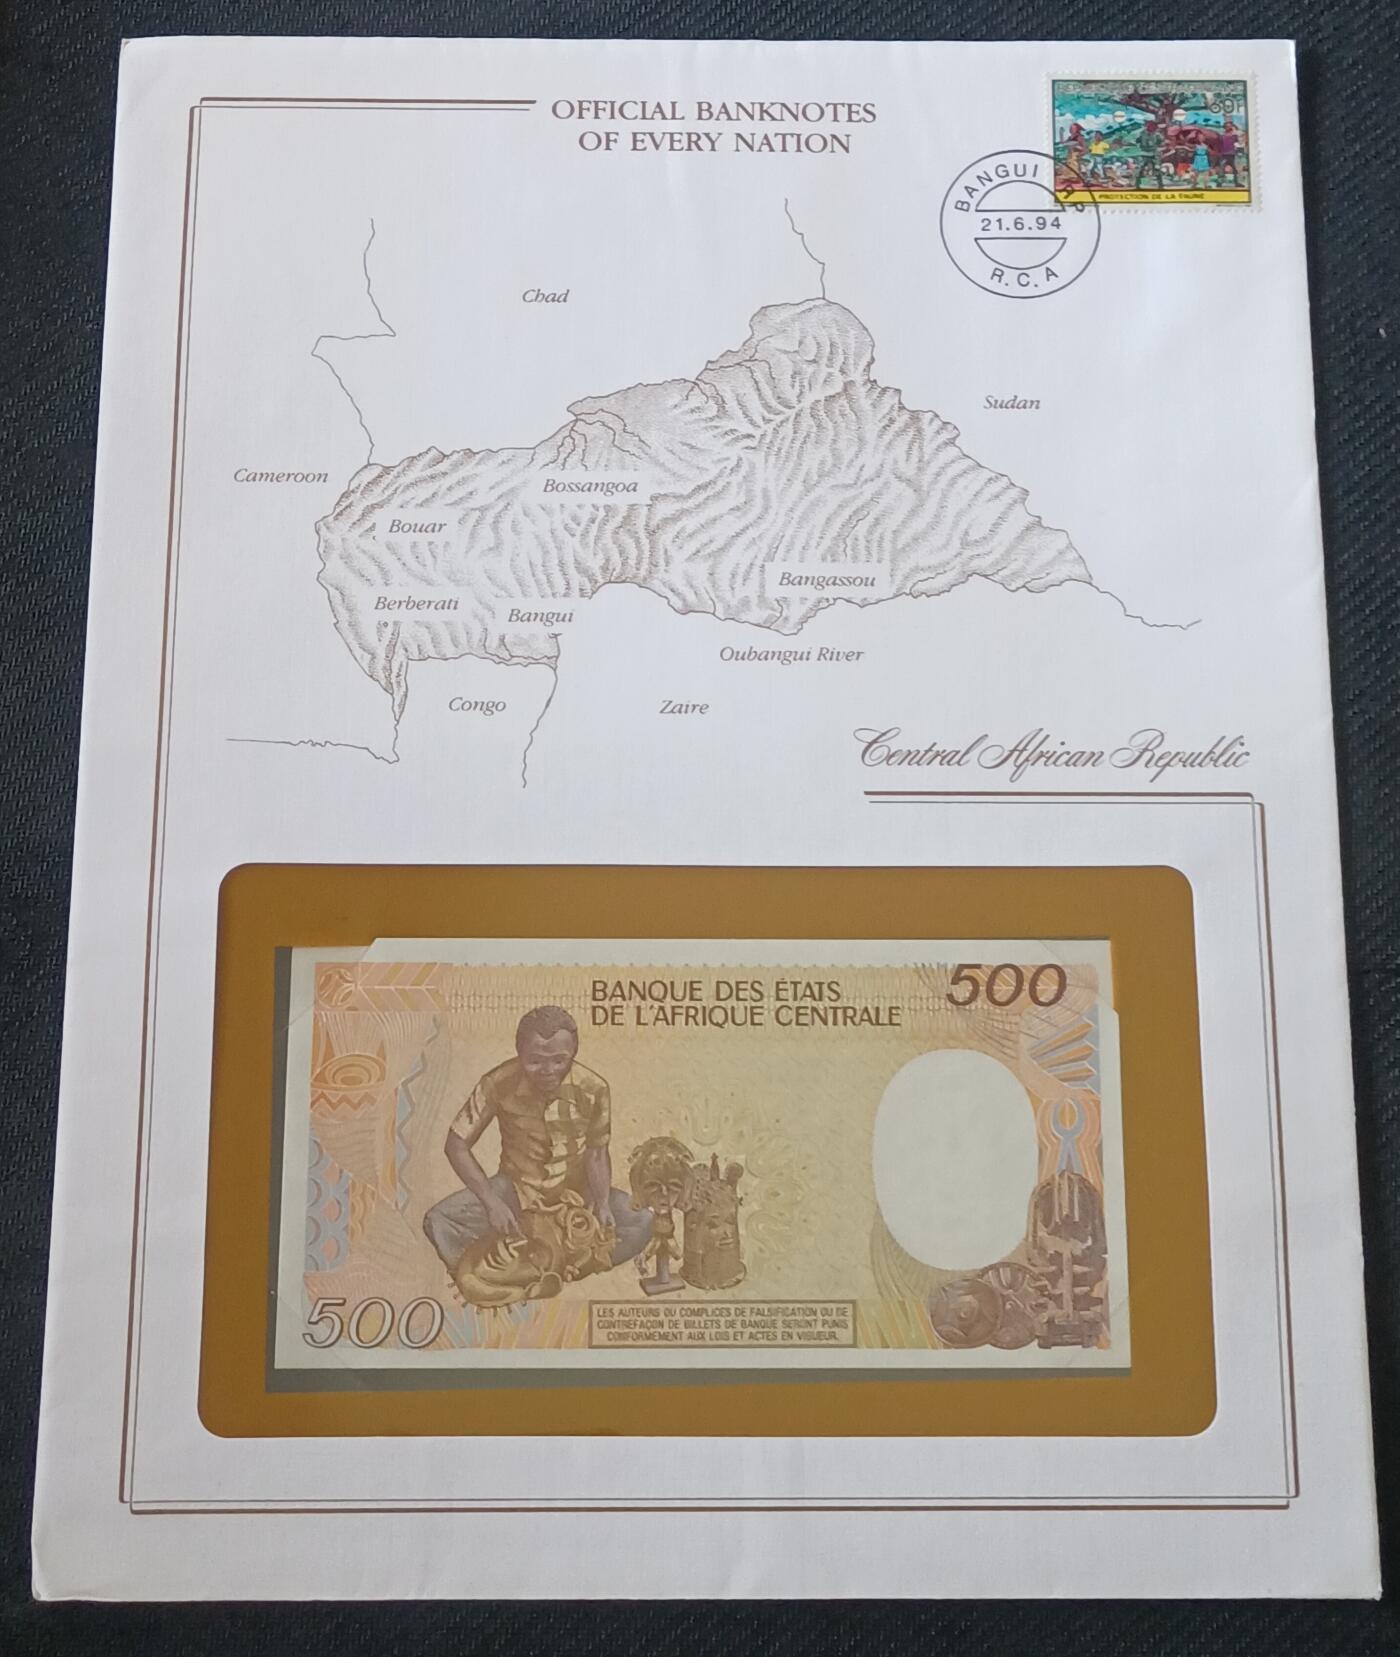 OFFICIAL BANKNOTES
OF EVERY NATION
60F
PROTECTION DE LA FAUNE
BANGUI RP
21.6.94
R.C.A
Chad
Sudan
Cameroon
Bossangoa
Bouar
Bangassou
Berberati
Bangui
Oubangui River
Congo
Zaire
Central African Republic
BANQUE DES ÉTATS
DE L'AFRIQUE CENTRALE
500
500
LES AUTEURS OU COMPLICES DE FALSIFICATION OU DE
CONTREFAÇON DE BILLETS DE BANQUE SERONT PUNIS
CONFORMEMENT AUX LOIS ET ACTES EN VIGUEUR.